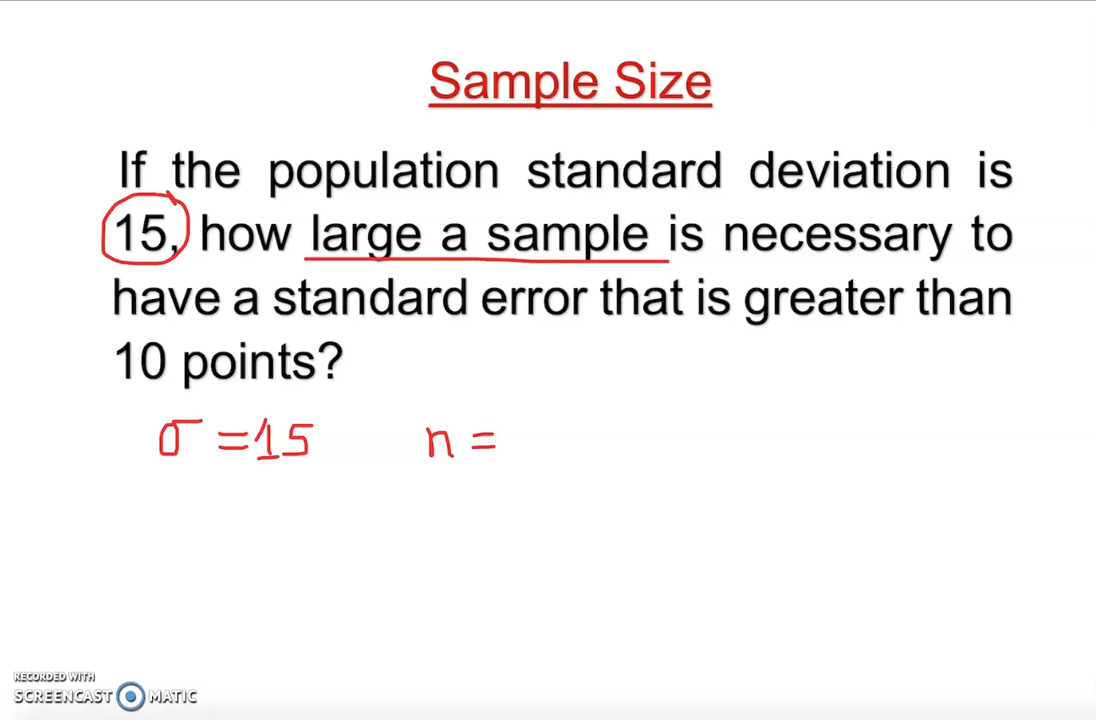 Sample Size
If the population standard deviation is
15, how large a sample is necessary to
have a standard error that is greater than
10 points?
σ = 15 n =
RECORDED WITH
SCREENCAST MATIC